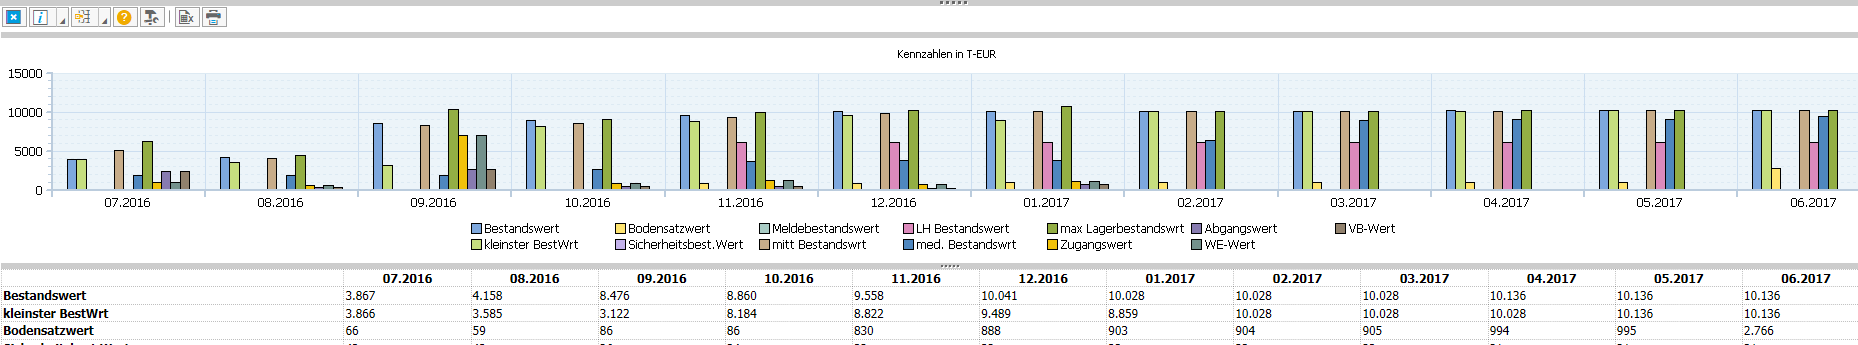 Kennzahlen in T-EUR
15000
10000
5000
0
07.2016 08.2016 09.2016 10.2016 11.2016 12.2016 01.2017 02.2017 03.2017 04.2017 05.2017 06.2017
Bestandswert Bodensatzwert Meldebestandswert LH Bestandswert max Lagerbestandswrt Abgangswert VB-Wert
kleinster BestWrt Sicherheitsbest.Wert mitt Bestandswrt med. Bestandswrt Zugangswert WE-Wert
07.2016 08.2016 09.2016 10.2016 11.2016 12.2016 01.2017 02.2017 03.2017 04.2017 05.2017 06.2017
Bestandswert 3.867 4.158 8.476 8.860 9.558 10.041 10.028 10.028 10.028 10.136 10.136 10.136
kleinster BestWrt 3.866 3.585 3.122 8.184 8.822 9.489 8.859 10.028 10.028 10.028 10.136 10.136
Bodensatzwert 66 59 86 86 830 888 903 904 905 994 995 2.766